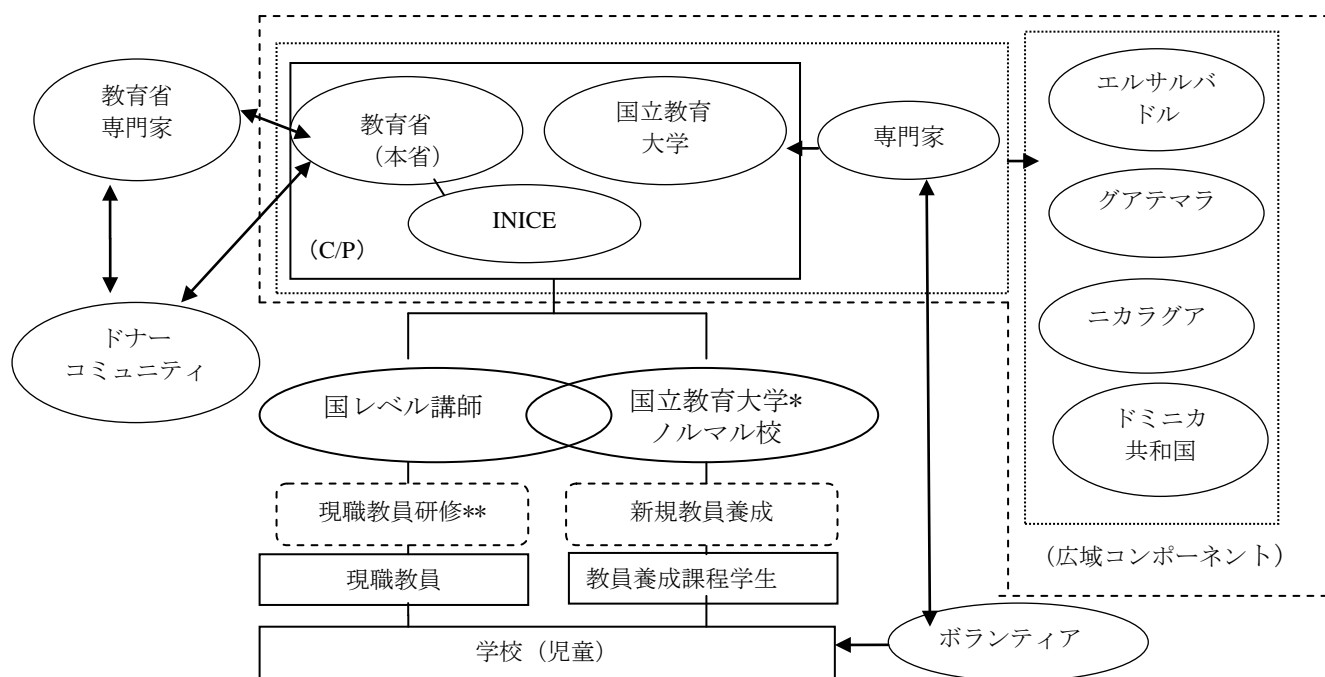 教育省
専門家
教育省
（本省）
国立教育
大学
専門家
エルサルバ
ドル
グアテマラ
INICE
（C/P）
ニカラグア
ドナー
コミュニティ
国レベル講師
国立教育大学*
ノルマル校
ドミニカ
共和国
現職教員研修**
新規教員養成
（広域コンポーネント）
現職教員
教員養成課程学生
学校（児童）
ボランティア